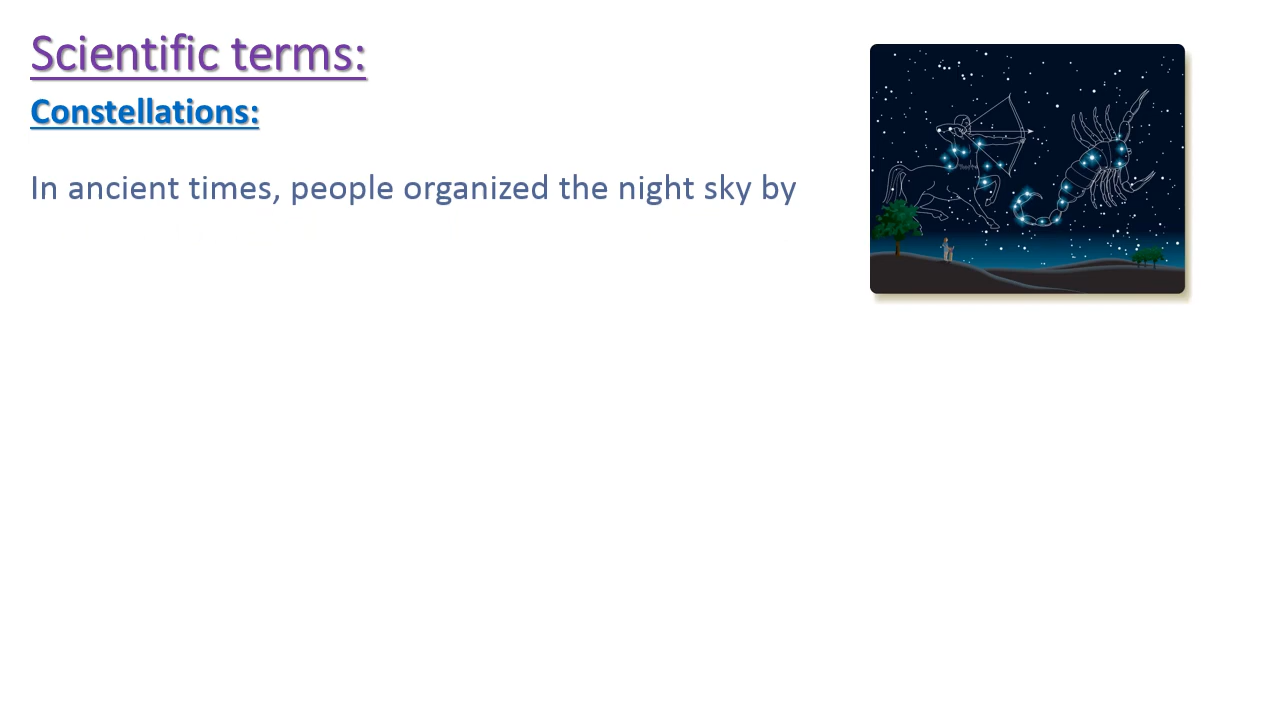 Scientific terms:
Constellations:
In ancient times, people organized the night sky by